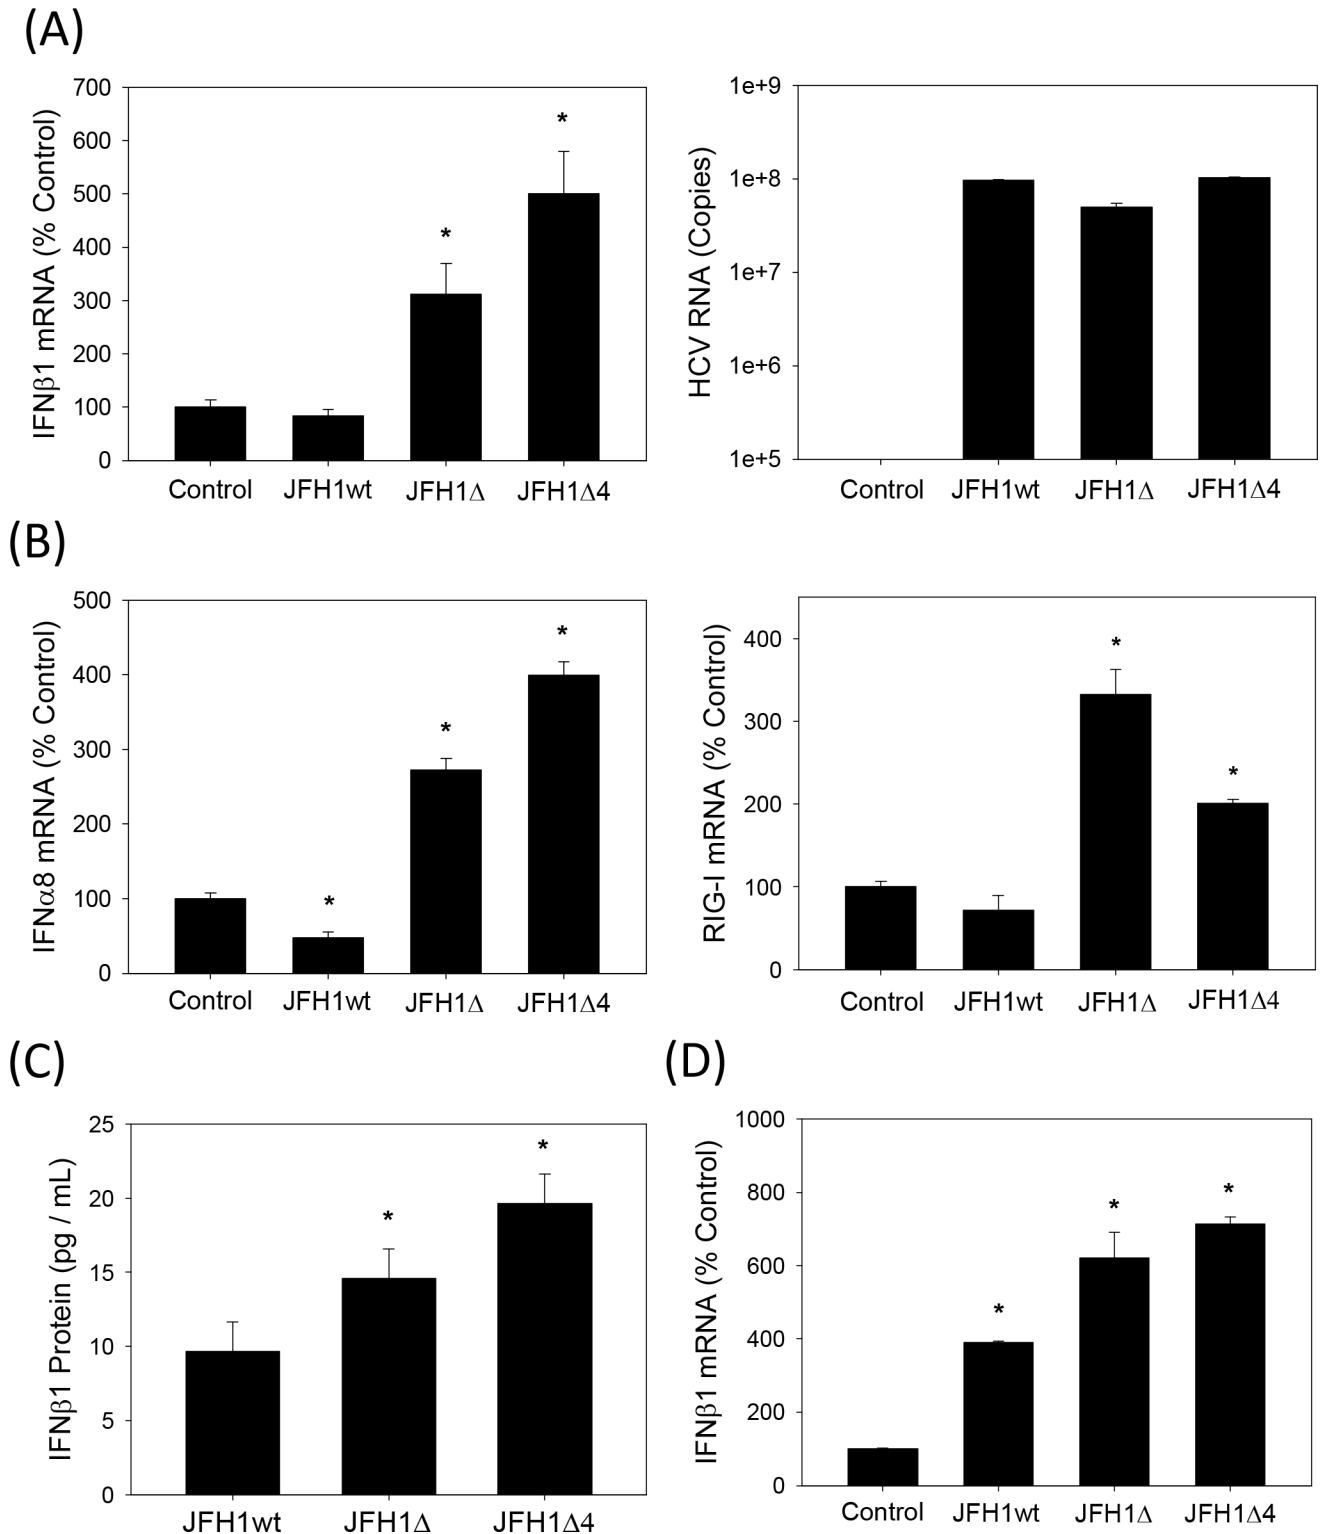 (A)
IFNβ1 mRNA (% Control)
700
600
500
400
300
200
100
0
*
*
Control JFH1wt JFH1Δ JFH1Δ4
HCV RNA (Copies)
1e+9
1e+8
1e+7
1e+6
1e+5
Control JFH1wt JFH1Δ JFH1Δ4
(B)
IFNα8 mRNA (% Control)
500
400
300
200
100
0
*
*
*
Control JFH1wt JFH1Δ JFH1Δ4
RIG-I mRNA (% Control)
400
300
200
100
0
*
*
Control JFH1wt JFH1Δ JFH1Δ4
(C)
IFNβ1 Protein (pg / mL)
25
20
15
10
5
0
*
*
JFH1wt JFH1Δ JFH1Δ4
(D)
IFNβ1 mRNA (% Control)
1000
800
600
400
200
0
*
*
*
Control JFH1wt JFH1Δ JFH1Δ4